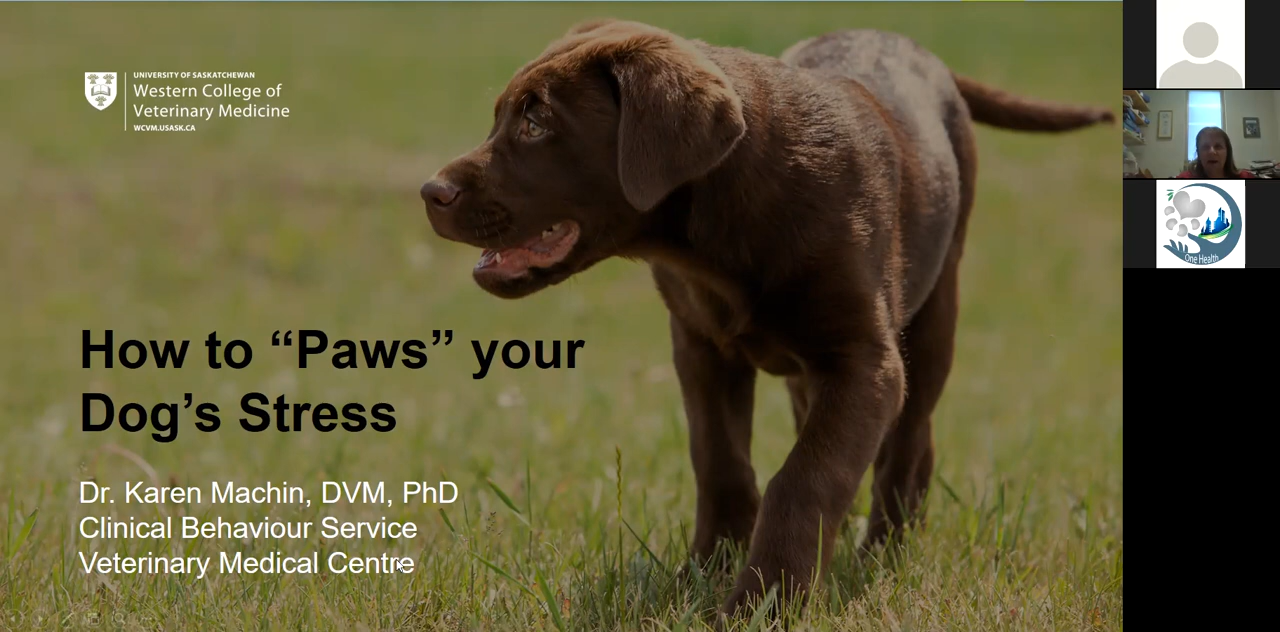 UNIVERSITY OF SASKATCHEWAN
Western College of
Veterinary Medicine
WCVM.USASK.CA
How to “Paws” your
Dog’s Stress
Dr. Karen Machin, DVM, PhD
Clinical Behaviour Service
Veterinary Medical Centre
One Health